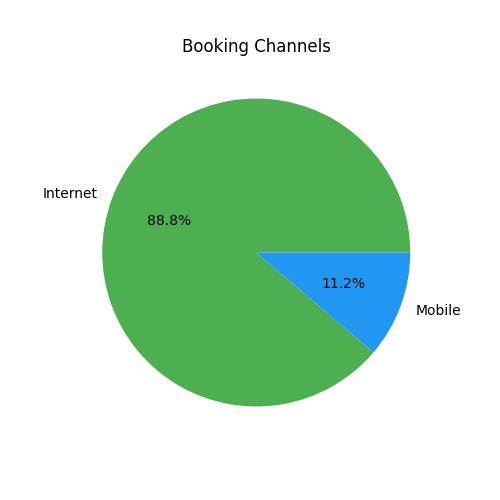 Booking Channels
Internet
88.8%
11.2%
Mobile